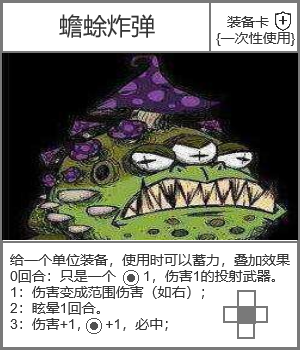 蟾蜍炸弹
装备卡
{一次性使用}
给一个单位装备，使用时可以蓄力，叠加效果
0回合：只是一个 1，伤害1的投射武器。
1：伤害变成范围伤害（如右）；
2：眩晕1回合。
3：伤害+1, +1，必中；